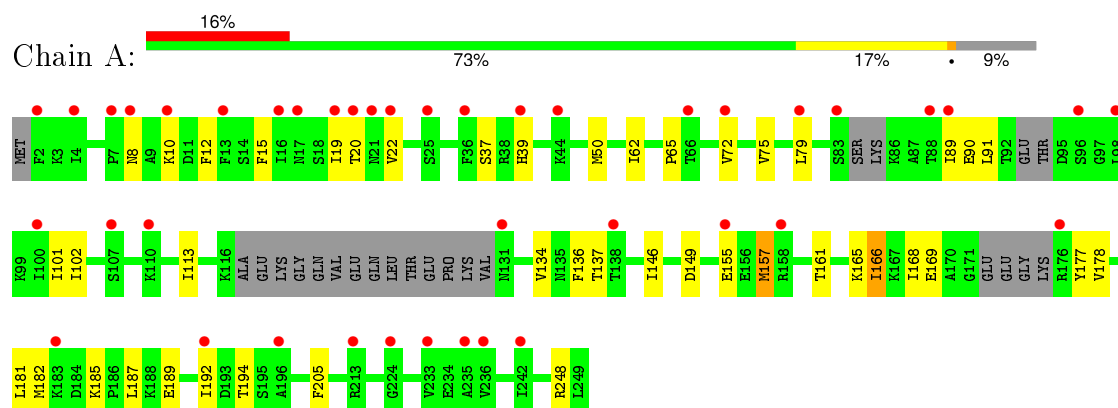 16%
Chain A:
73% 17% • 9%
MET F2 K3 I4 P7 N8 A9 K10 D11 F12 F13 S14 F15 I16 N17 S18 I19 T20 N21 V22 S25 F36 S37 R38 H39 K44 M50 I62 P65 T66 V72 V75 L79 S83 SER LYS K86 A87 T88 I89 E90 L91 T92 GLU THR D95 S96 G97 L98
K99 I100 I101 I102 S107 K110 I113 K116 ALA GLU LYS GLY GLN VAL GLU GLN LEU THR GLU PRO LYS VAL N131 V134 N135 F136 T137 T138 I146 D149 E155 E156 M157 R158 T161 K165 I166 K167 I168 E169 A170 G171 GLU GLU GLY LYS R176 Y177 V178
L181 M182 K183 D184 K185 P186 L187 K188 E189 I192 D193 T194 S195 A196 F205 R213 G224 V233 E234 A235 V236 I242 R248 L249